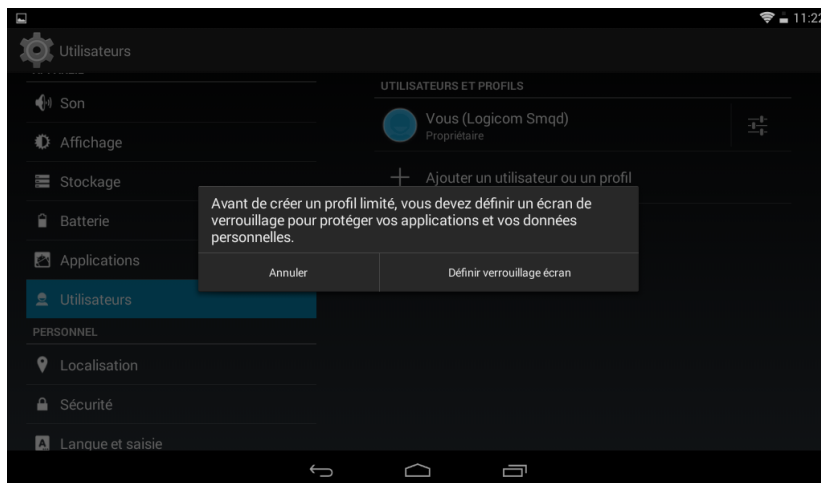 11:22
Utilisateurs
Son
Affichage
Stockage
Batterie
Applications
Utilisateurs
PERSONNEL
Localisation
Sécurité
Langue et saisie
UTILISATEURS ET PROFILS
Vous (Logicom Smqd)
Propriétaire
Ajouter un utilisateur ou un profil
Avant de créer un profil limité, vous devez définir un écran de
verrouillage pour protéger vos applications et vos données
personnelles.
Annuler
Définir verrouillage écran